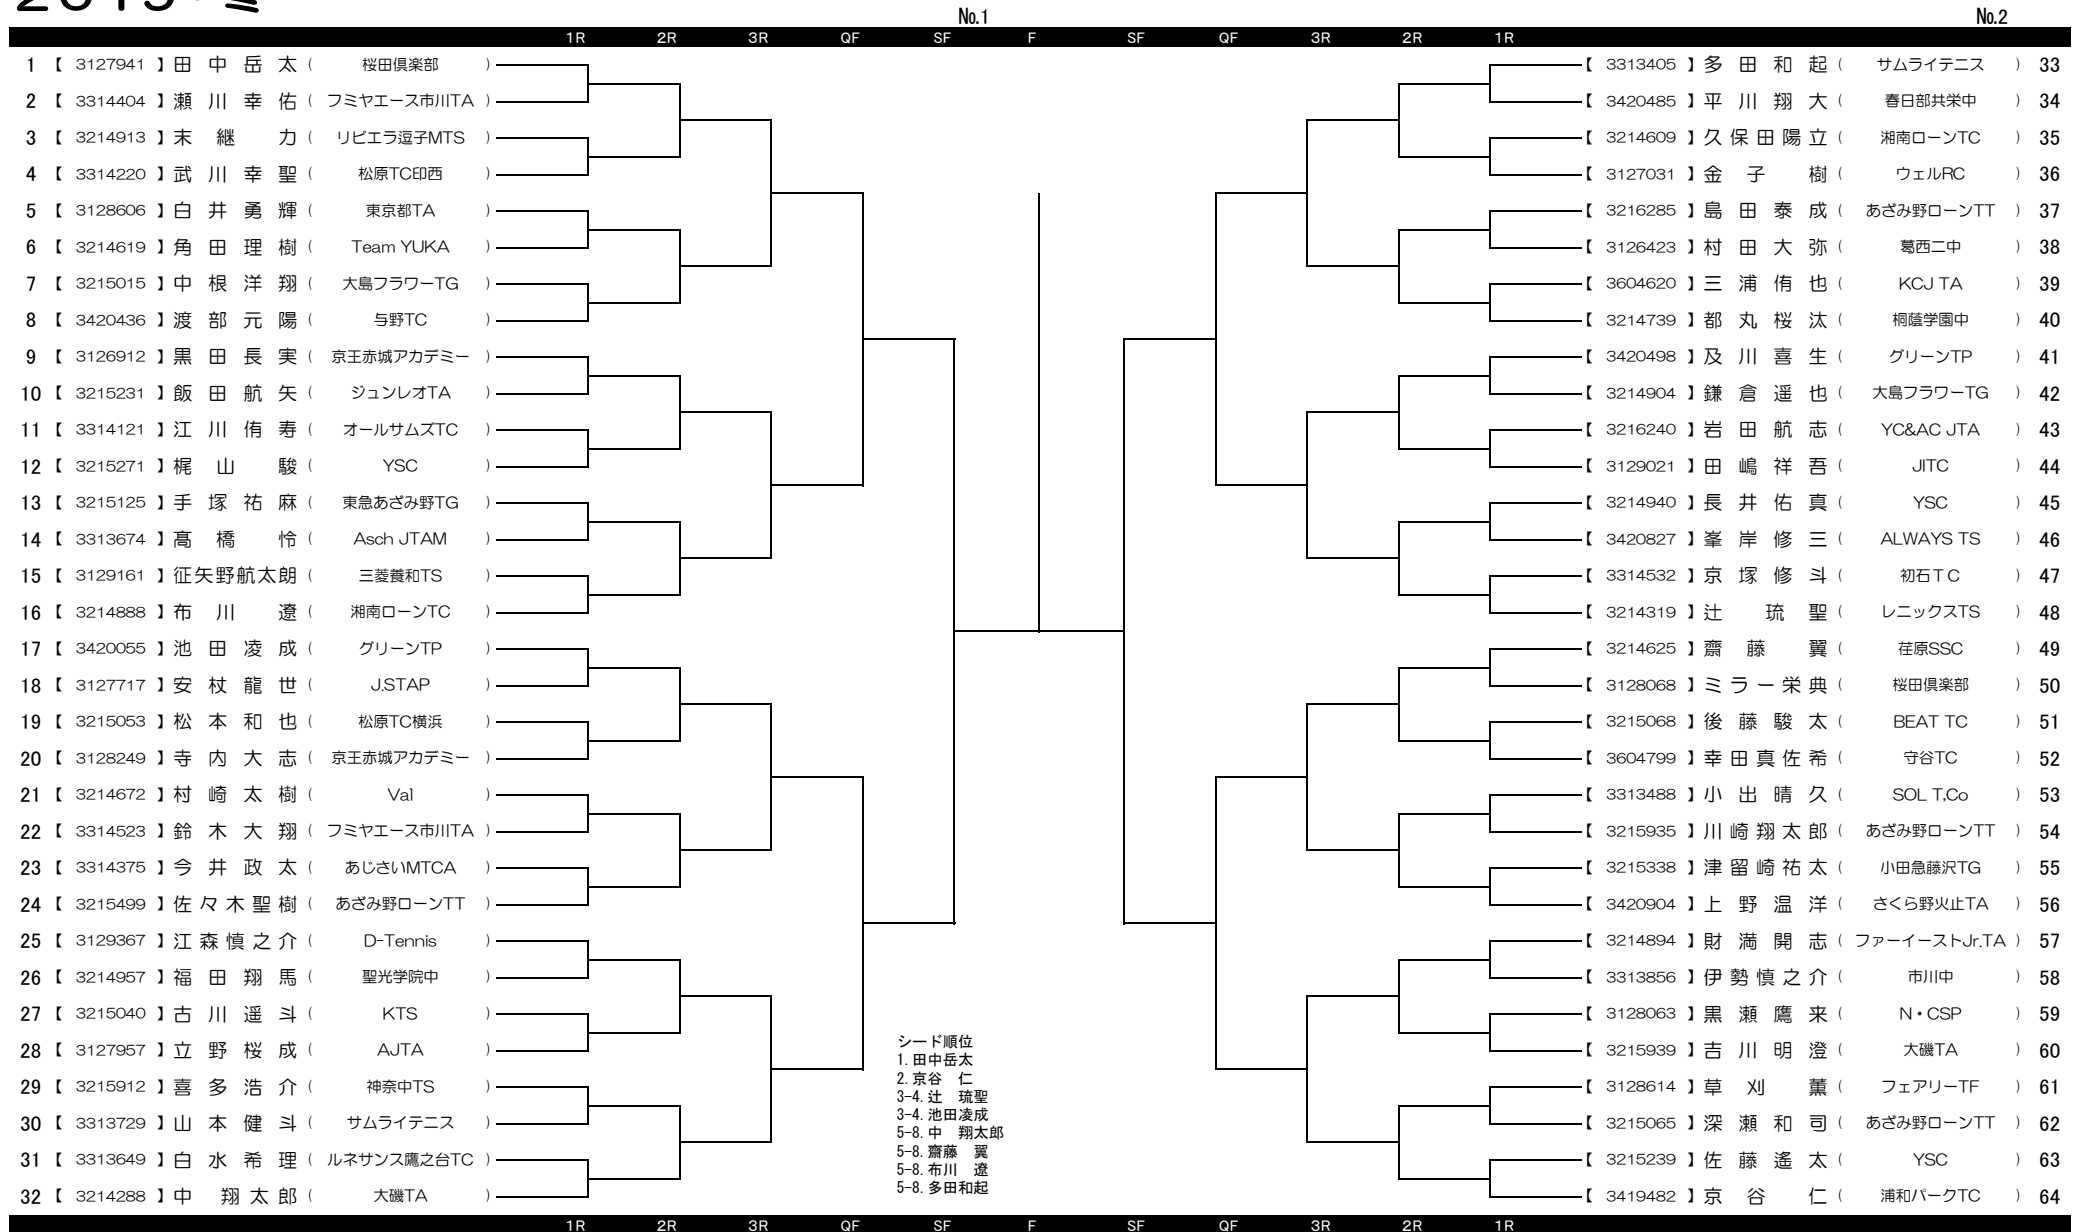 2015・ミ
№.1 №.2
1R 2R 3R QF SF F SF QF 3R 2R 1R
1【 3127941 】田 中 岳 太（ 桜田倶楽部 ）
2【 3314404 】瀬 川 幸 佑（ フミヤエース市川TA ）
3【 3214913 】末 継 力（ リビエラ逗子MTS ）
4【 3314220 】武 川 幸 聖（ 松原TC印西 ）
5【 3128606 】白 井 勇 輝（ 東京都TA ）
6【 3214619 】角 田 理 樹（ Team YUKA ）
7【 3215015 】中 根 洋 翔（ 大島フラワーTG ）
8【 3420436 】渡 部 元 陽（ 与野TC ）
9【 3126912 】黒 田 長 実（ 京王赤城アカデミー ）
10【 3215231 】飯 田 航 矢（ ジュンレオTA ）
11【 3314121 】江 川 侑 寿（ オールサムズTC ）
12【 3215271 】梶 山 駿（ YSC ）
13【 3215125 】手 塚 祐 麻（ 東急あざみ野TG ）
14【 3313674 】髙 橋 怜（ Asch JTAM ）
15【 3129161 】征矢野航太朗（ 三菱養和TS ）
16【 3214888 】布 川 遼（ 湘南ローンTC ）
17【 3420055 】池 田 凌 成（ グリーンTP ）
18【 3127717 】安 杖 龍 世（ J.STAP ）
19【 3215053 】松 本 和 也（ 松原TC横浜 ）
20【 3128249 】寺 内 大 志（ 京王赤城アカデミー ）
21【 3214672 】村 崎 太 樹（ Val ）
22【 3314523 】鈴 木 大 翔（ フミヤエース市川TA ）
23【 3314375 】今 井 政 太（ あじさいMTCA ）
24【 3215499 】佐 々 木 聖 樹（ あざみ野ローンTT ）
25【 3129367 】江 森 慎 之 介（ D-Tennis ）
26【 3214957 】福 田 翔 馬（ 聖光学院中 ）
27【 3215040 】古 川 遥 斗（ KTS ）
28【 3127957 】立 野 桜 成（ AJTA ）
29【 3215912 】喜 多 浩 介（ 神奈中TS ）
30【 3313729 】山 本 健 斗（ サムライテニス ）
31【 3313649 】白 水 希 理（ ルネサンス鷹之台TC ）
32【 3214288 】中 翔 太 郎（ 大磯TA ）
シード順位
1. 田中岳太
2. 京谷 仁
3-4. 辻 琉聖
3-4. 池田凌成
5-8. 中 翔太郎
5-8. 齋藤 翼
5-8. 布川 遼
5-8. 多田和起
【 3313405 】多 田 和 起（ サムライテニス ） 33
【 3420485 】平 川 翔 大（ 春日部共栄中 ） 34
【 3214609 】久 保 田 陽 立（ 湘南ローンTC ） 35
【 3127031 】金 子 樹（ ウェルRC ） 36
【 3216285 】島 田 泰 成（ あざみ野ローンTT ） 37
【 3126423 】村 田 大 弥（ 葛西二中 ） 38
【 3604620 】三 浦 侑 也（ KCJ TA ） 39
【 3214739 】都 丸 桜 汰（ 桐蔭学園中 ） 40
【 3420498 】及 川 喜 生（ グリーンTP ） 41
【 3214904 】鎌 倉 遥 也（ 大島フラワーTG ） 42
【 3216240 】岩 田 航 志（ YC&AC JTA ） 43
【 3129021 】田 嶋 祥 吾（ JITC ） 44
【 3214940 】長 井 佑 真（ YSC ） 45
【 3420827 】峯 岸 修 三（ ALWAYS TS ） 46
【 3314532 】京 塚 修 斗（ 初石ＴＣ ） 47
【 3214319 】辻 琉 聖（ レニックスTS ） 48
【 3214625 】齋 藤 翼（ 荏原SSC ） 49
【 3128068 】ミ ラ ー 栄 典（ 桜田倶楽部 ） 50
【 3215068 】後 藤 駿 太（ BEAT TC ） 51
【 3604799 】幸 田 真 佐 希（ 守谷TC ） 52
【 3313488 】小 出 晴 久（ SOL T,Co ） 53
【 3215935 】川 崎 翔 太 郎（ あざみ野ローンTT ） 54
【 3215338 】津 留 崎 祐 太（ 小田急藤沢TG ） 55
【 3420904 】上 野 温 洋（ さくら野火止TA ） 56
【 3214894 】財 満 開 志（ ファーイーストJr.TA ） 57
【 3313856 】伊 勢 慎 之 介（ 市川中 ） 58
【 3128063 】黒 瀬 鷹 来（ N・CSP ） 59
【 3215939 】吉 川 明 澄（ 大磯TA ） 60
【 3128614 】草 刈 薫（ フェアリーTF ） 61
【 3215065 】深 瀬 和 司（ あざみ野ローンTT ） 62
【 3215239 】佐 藤 遙 太（ YSC ） 63
【 3419482 】京 谷 仁（ 浦和パークTC ） 64
1R 2R 3R QF SF F SF QF 3R 2R 1R